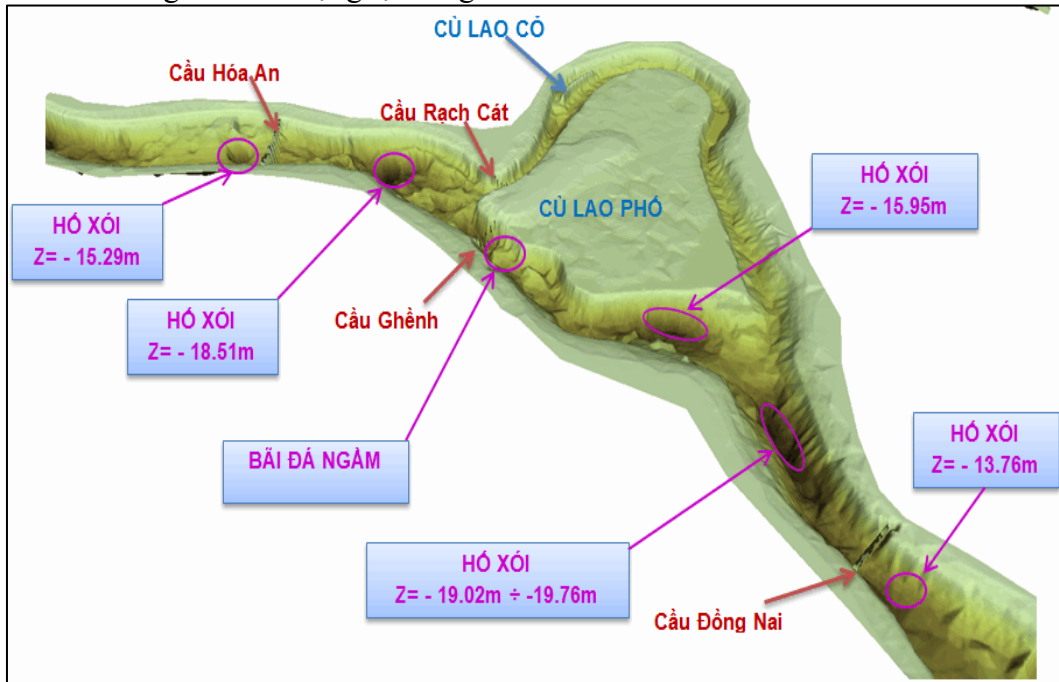 CÙ LAO CỎ
Cầu Hóa An
Cầu Rạch Cát
HỐ XÓI
Z= - 15.95m
CÙ LAO PHỐ
HỐ XÓI
Z= - 15.29m
HỐ XÓI
Z= - 18.51m
Cầu Ghềnh
BÃI ĐÁ NGẦM
HỐ XÓI
Z= - 13.76m
HỐ XÓI
Z= - 19.02m ÷ -19.76m
Cầu Đồng Nai